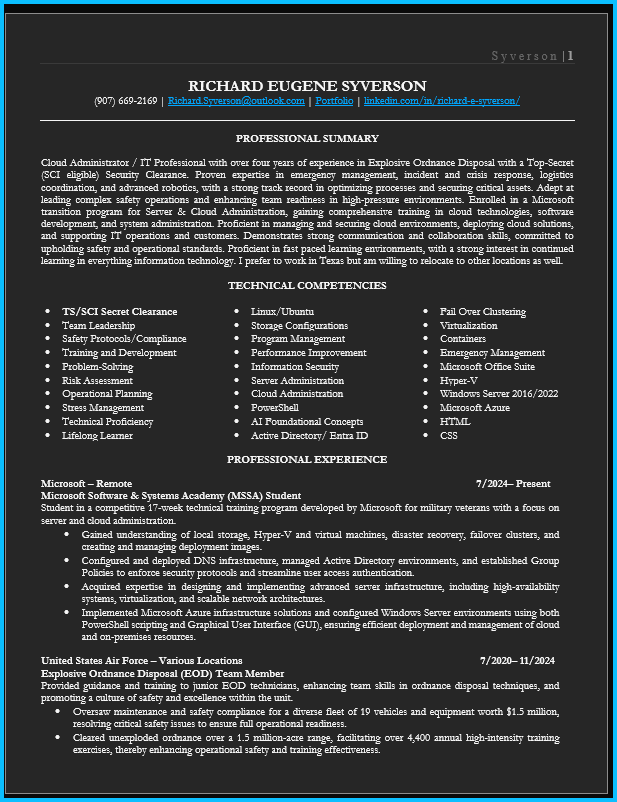 Syverson | 1
RICHARD EUGENE SYVERSON
(907) 669-2169 | Richard.Syverson@outlook.com | Portfolio | linkedin.com/in/richard-e-syverson/
PROFESSIONAL SUMMARY
Cloud Administrator / IT Professional with over four years of experience in Explosive Ordnance Disposal with a Top-Secret
(SCI eligible) Security Clearance. Proven expertise in emergency management, incident and crisis response, logistics
coordination, and advanced robotics, with a strong track record in optimizing processes and securing critical assets. Adept at
leading complex safety operations and enhancing team readiness in high-pressure environments. Enrolled in a Microsoft
transition program for Server & Cloud Administration, gaining comprehensive training in cloud technologies, software
development, and system administration. Proficient in managing and securing cloud environments, deploying cloud solutions,
and supporting IT operations and customers. Demonstrates strong communication and collaboration skills, committed to
upholding safety and operational standards. Proficient in fast paced learning environments, with a strong interest in continued
learning in everything information technology. I prefer to work in Texas but am willing to relocate to other locations as well.
TECHNICAL COMPETENCIES
• TS/SCI Secret Clearance
• Team Leadership
• Safety Protocols/Compliance
• Training and Development
• Problem-Solving
• Risk Assessment
• Operational Planning
• Stress Management
• Technical Proficiency
• Lifelong Learner
• Linux/Ubuntu
• Storage Configurations
• Program Management
• Performance Improvement
• Information Security
• Server Administration
• Cloud Administration
• PowerShell
• AI Foundational Concepts
• Active Directory/ Entra ID
• Fail Over Clustering
• Virtualization
• Containers
• Emergency Management
• Microsoft Office Suite
• Hyper-V
• Windows Server 2016/2022
• Microsoft Azure
• HTML
• CSS
PROFESSIONAL EXPERIENCE
Microsoft – Remote 7/2024– Present
Microsoft Software & Systems Academy (MSSA) Student
Student in a competitive 17-week technical training program developed by Microsoft for military veterans with a focus on
server and cloud administration.
• Gained understanding of local storage, Hyper-V and virtual machines, disaster recovery, failover clusters, and
creating and managing deployment images.
• Configured and deployed DNS infrastructure, managed Active Directory environments, and established Group
Policies to enforce security protocols and streamline user access authentication.
• Acquired expertise in designing and implementing advanced server infrastructure, including high-availability
systems, virtualization, and scalable network architectures.
• Implemented Microsoft Azure infrastructure solutions and configured Windows Server environments using both
PowerShell scripting and Graphical User Interface (GUI), ensuring efficient deployment and management of cloud
and on-premises resources.
United States Air Force – Various Locations 7/2020– 11/2024
Explosive Ordnance Disposal (EOD) Team Member
Provided guidance and training to junior EOD technicians, enhancing team skills in ordnance disposal techniques, and
promoting a culture of safety and excellence within the unit.
• Oversaw maintenance and safety compliance for a diverse fleet of 19 vehicles and equipment worth $1.5 million,
resolving critical safety issues to ensure full operational readiness.
• Cleared unexploded ordnance over a 1.5 million-acre range, facilitating over 4,400 annual high-intensity training
exercises, thereby enhancing operational safety and training effectiveness.